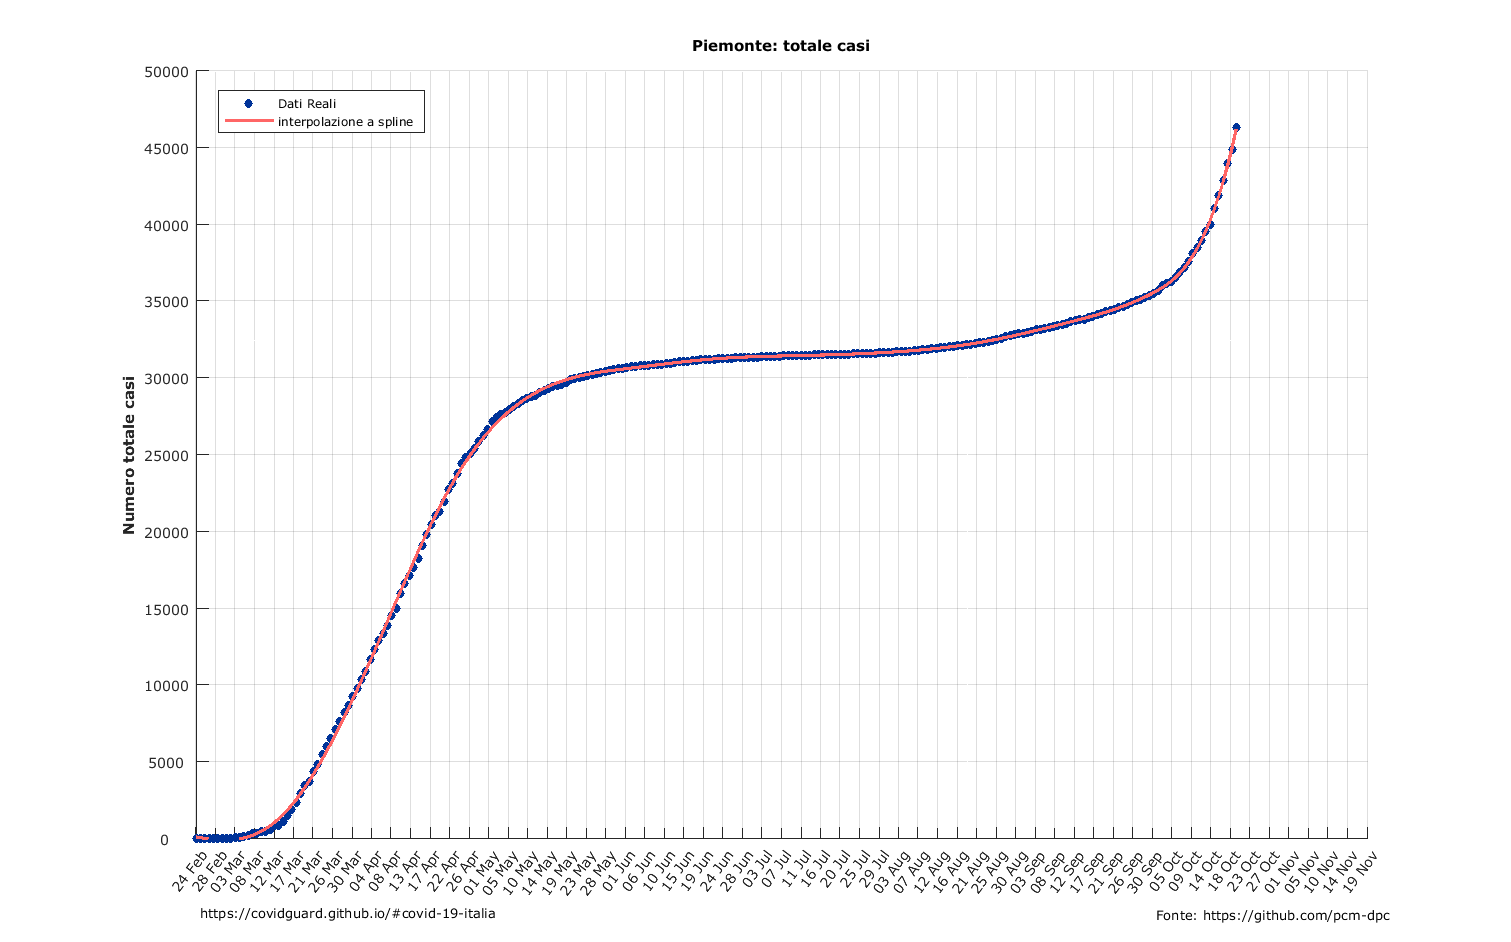 Piemonte: totale casi
Dati Reali
interpolazione a spline
Numero totale casi
50000
45000
40000
35000
30000
25000
20000
15000
10000
5000
0
24 Feb
28 Feb
03 Mar
08 Mar
12 Mar
17 Mar
21 Mar
26 Mar
30 Mar
04 Apr
08 Apr
13 Apr
17 Apr
22 Apr
26 Apr
01 May
05 May
10 May
14 May
19 May
23 May
28 May
01 Jun
06 Jun
10 Jun
15 Jun
19 Jun
24 Jun
28 Jun
03 Jul
07 Jul
11 Jul
16 Jul
20 Jul
25 Jul
29 Jul
03 Aug
07 Aug
12 Aug
16 Aug
21 Aug
25 Aug
30 Aug
03 Sep
08 Sep
12 Sep
17 Sep
21 Sep
26 Sep
30 Sep
05 Oct
09 Oct
14 Oct
18 Oct
23 Oct
27 Oct
01 Nov
05 Nov
10 Nov
14 Nov
19 Nov
https://covidguard.github.io/#covid-19-italia
Fonte: https://github.com/pcm-dpc